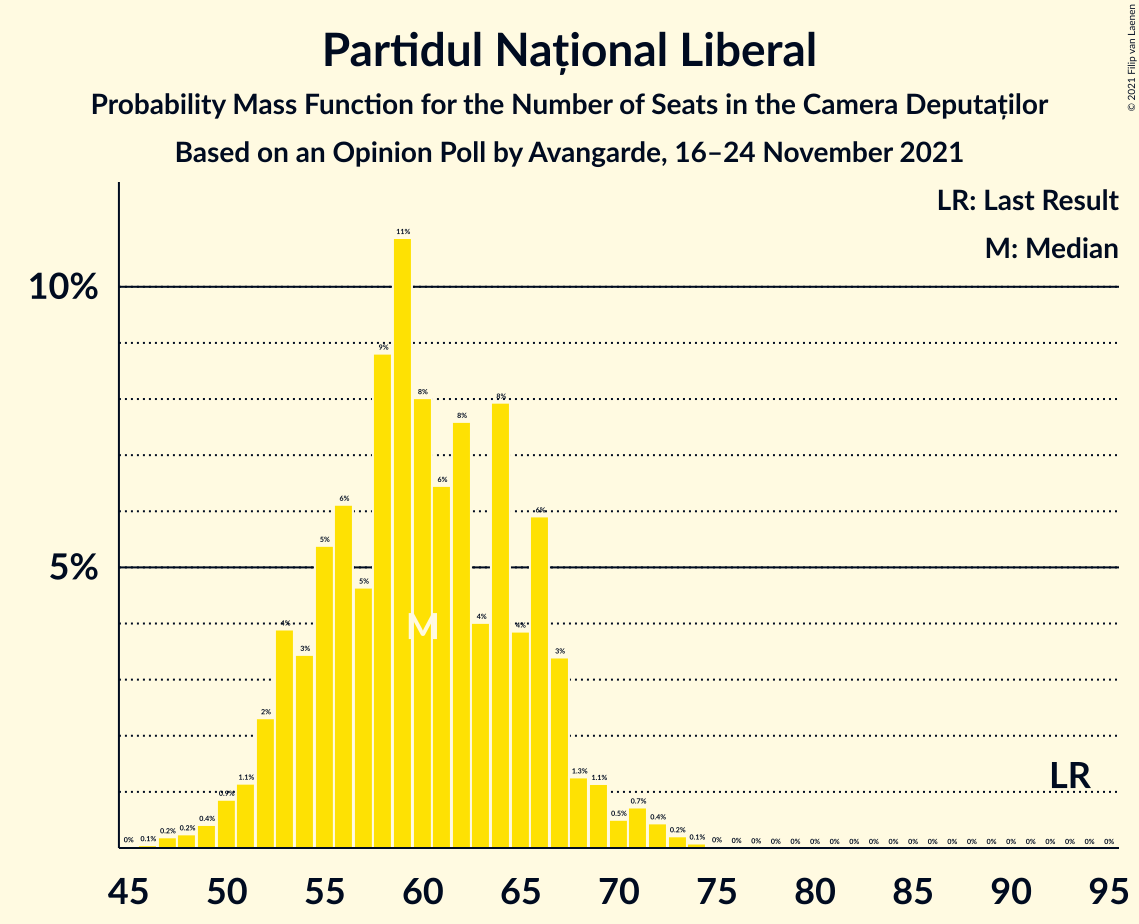 Partidul Național Liberal
Probability Mass Function for the Number of Seats in the Camera Deputaților
Based on an Opinion Poll by Avangarde, 16–24 November 2021
© 2021 Filip van Laenen
LR: Last Result
M: Median
10%
5%
0% 0.1% 0.2% 0.2% 0.4% 0.9% 1.1% 2% 4% 3% 5% 6% 5% 9% 11% 8% 6% 8% 4% 8% 4% 6% 3% 1.3% 1.1% 0.5% 0.7% 0.4% 0.2% 0.1% 0% 0% 0% 0% 0% 0% 0% 0% 0% 0% 0% 0% 0% 0% 0% 0% 0% 0% 0% 0% 0%
M
LR
45 50 55 60 65 70 75 80 85 90 95